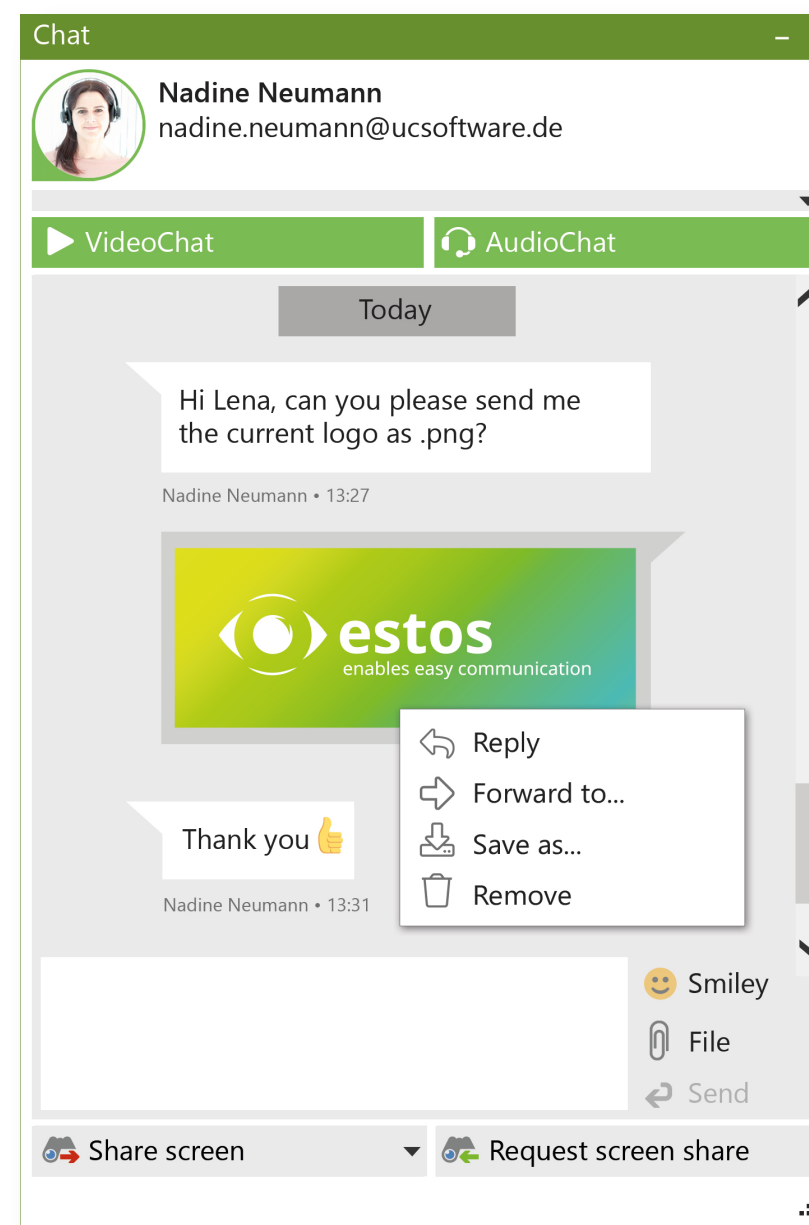 Chat
Nadine Neumann
nadine.neumann@ucsoftware.de
VideoChat
AudioChat
Today
Hi Lena, can you please send me
the current logo as .png?
Nadine Neumann • 13:27
estos
enables easy communication
Reply
Forward to...
Save as...
Remove
Thank you👍
Nadine Neumann • 13:31
Smiley
File
Send
Share screen
Request screen share